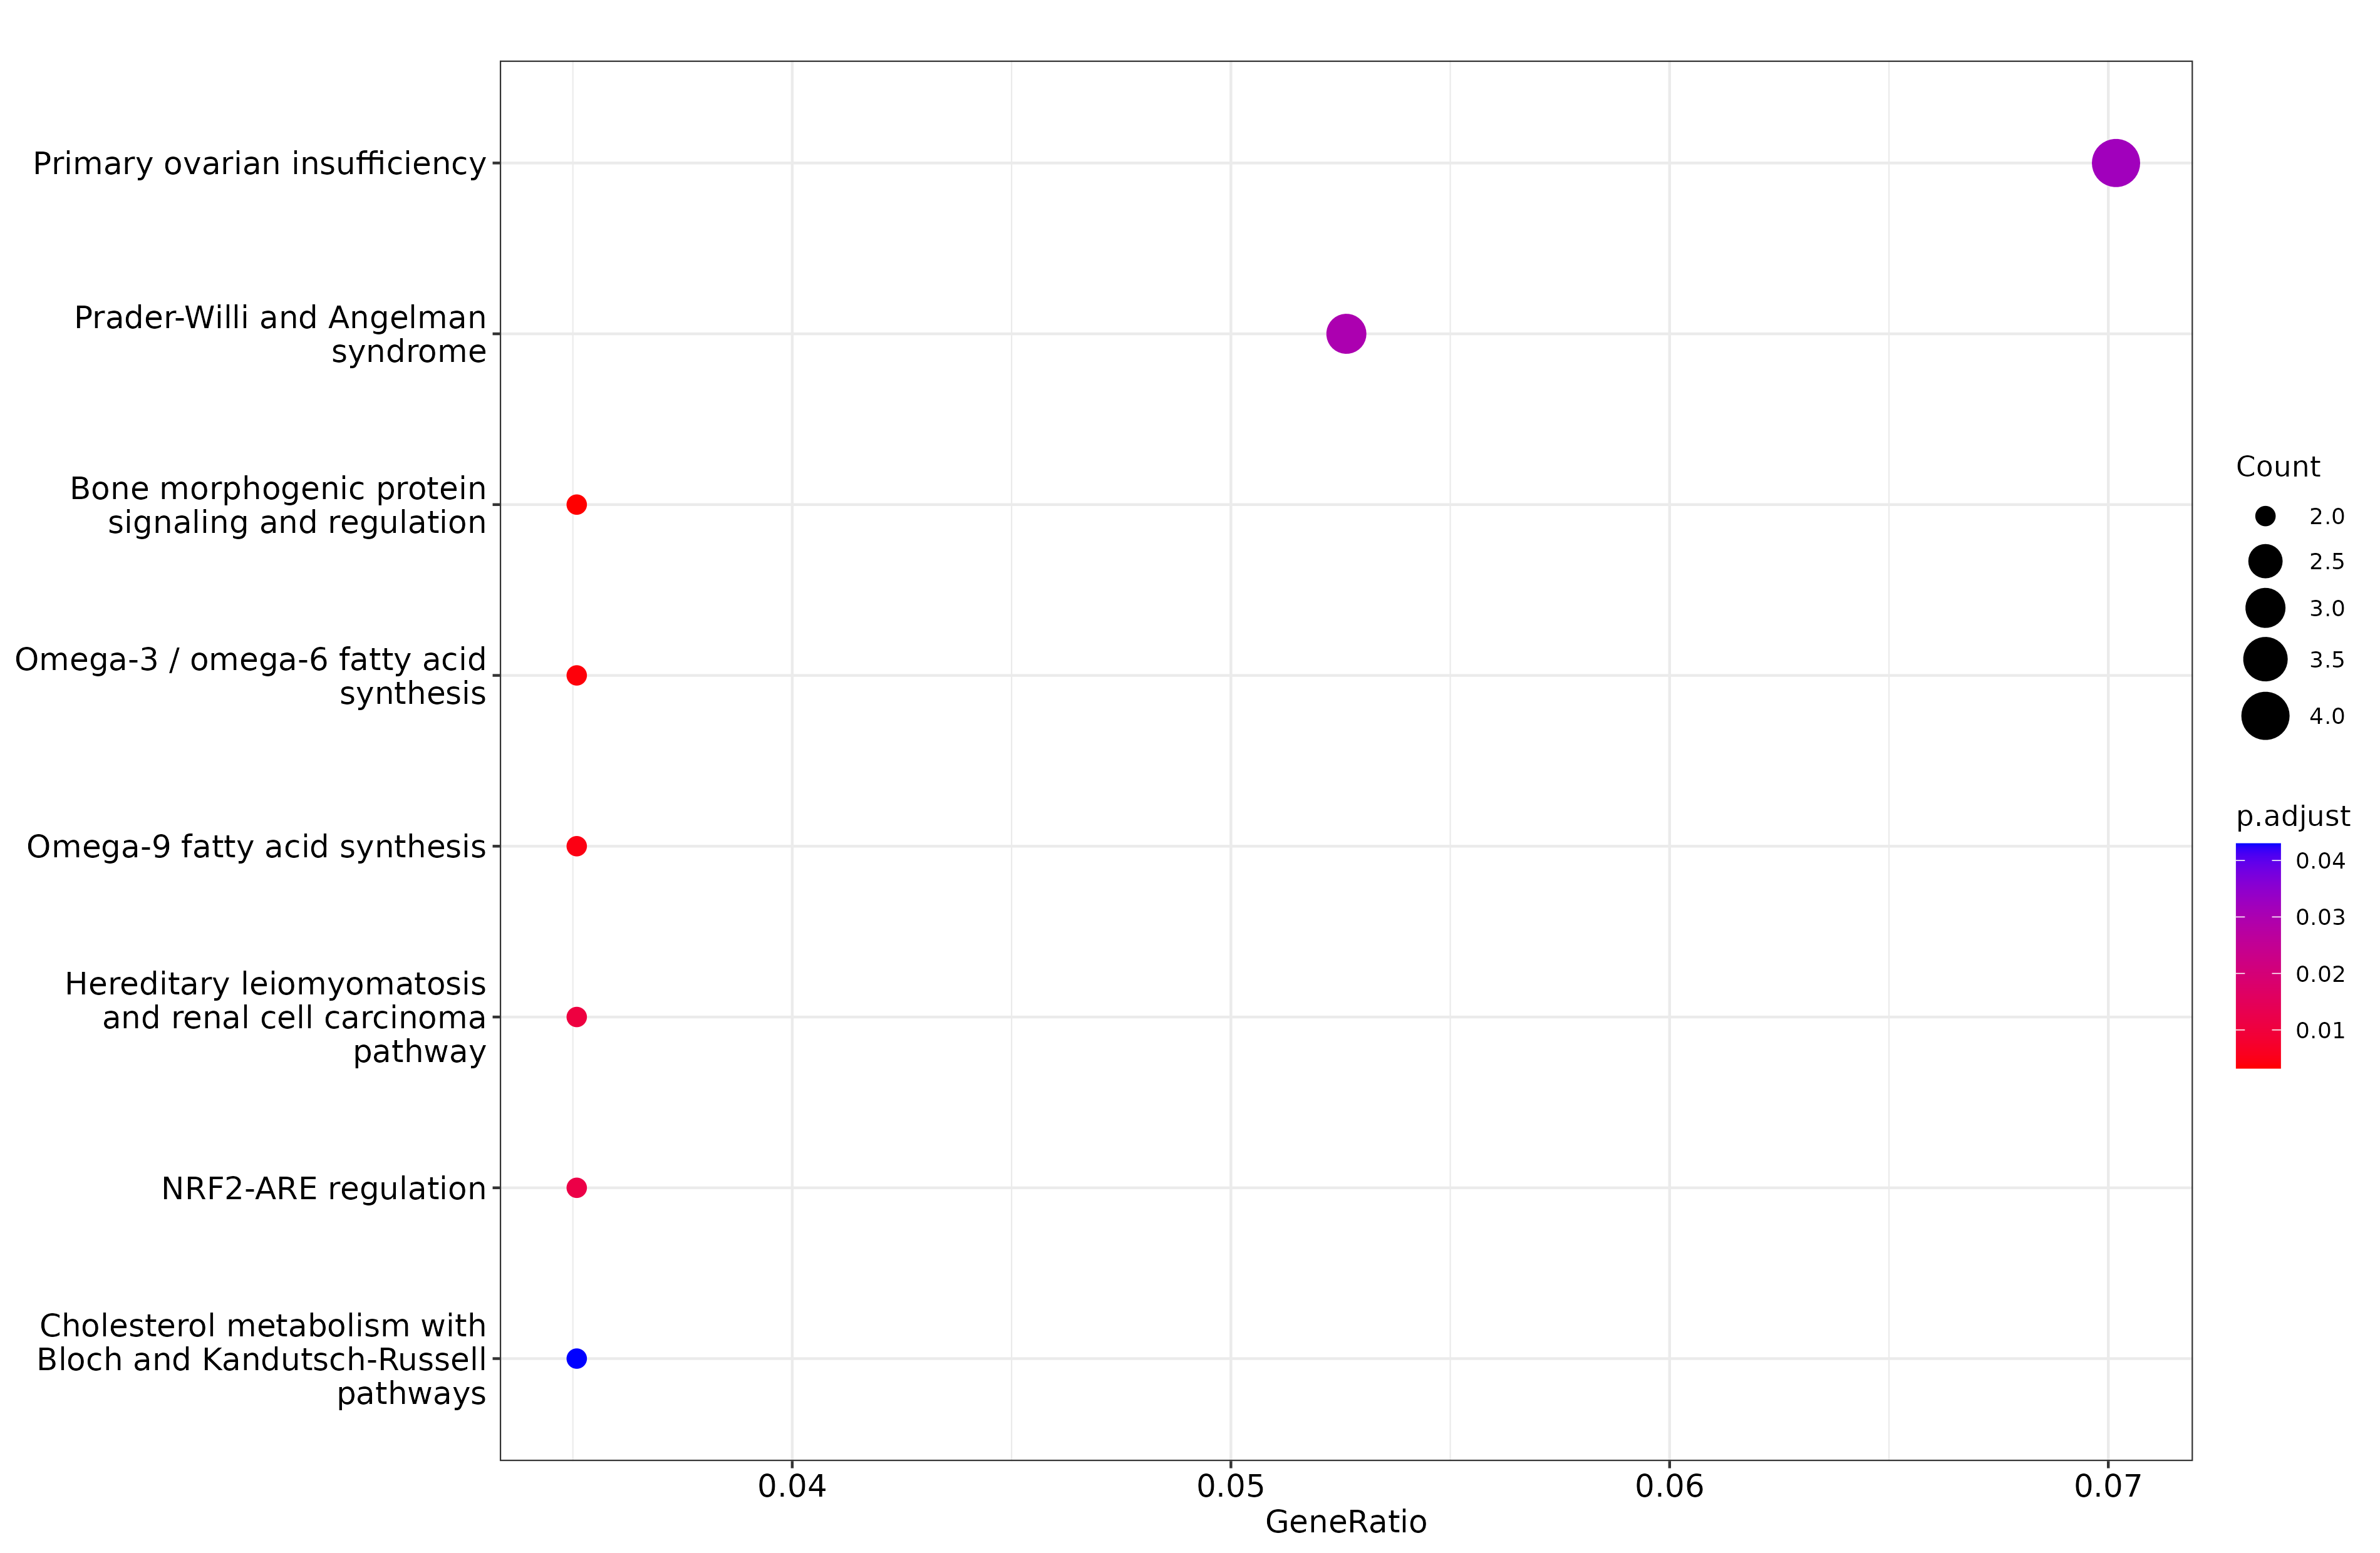 Primary ovarian insufficiency
Prader-Willi and Angelman
syndrome
Bone morphogenic protein
signaling and regulation
Omega-3 / omega-6 fatty acid
synthesis
Omega-9 fatty acid synthesis
Hereditary leiomyomatosis
and renal cell carcinoma
pathway
NRF2-ARE regulation
Cholesterol metabolism with
Bloch and Kandutsch-Russell
pathways
0.04
0.05
0.06
0.07
GeneRatio
Count
2.0
2.5
3.0
3.5
4.0
p.adjust
0.04
0.03
0.02
0.01